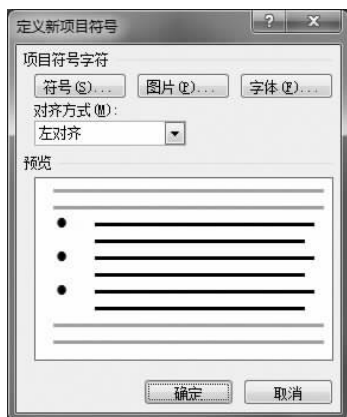 定义新项目符号
项目符号字符
符号(S)... 图片(P)... 字体(F)...
对齐方式(M):
左对齐
预览
确定 取消